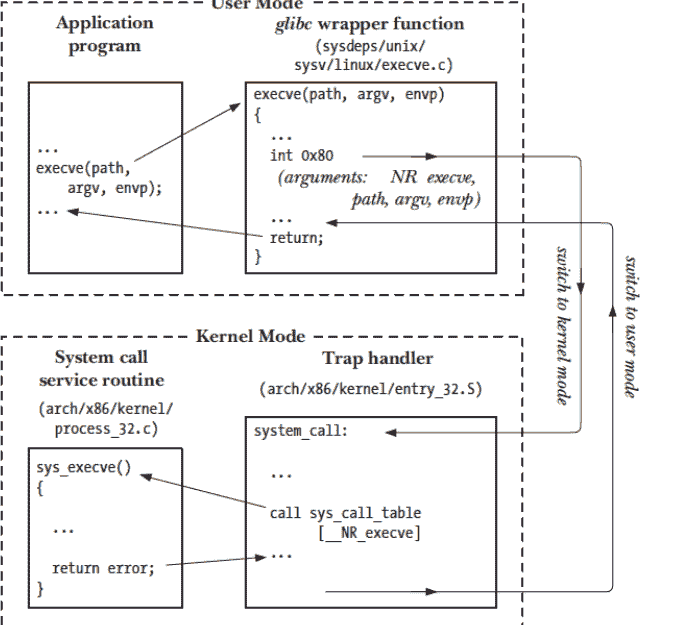 User Mode
Application
program
glibc wrapper function
(sysdeps/unix/
sysv/linux/execve.c)
...
execve(path,
argv, envp);
...
execve(path, argv, envp)
{
...
int 0x80
(arguments: NR execve,
path, argv, envp)
...
return;
}
switch to kernel mode
switch to user mode
Kernel Mode
System call
service routine
(arch/x86/kernel/
process_32.c)
Trap handler
(arch/x86/kernel/entry_32.S)
sys_execve()
{
...
return error;
}
system_call:
...
call sys_call_table
[__NR_execve]
...